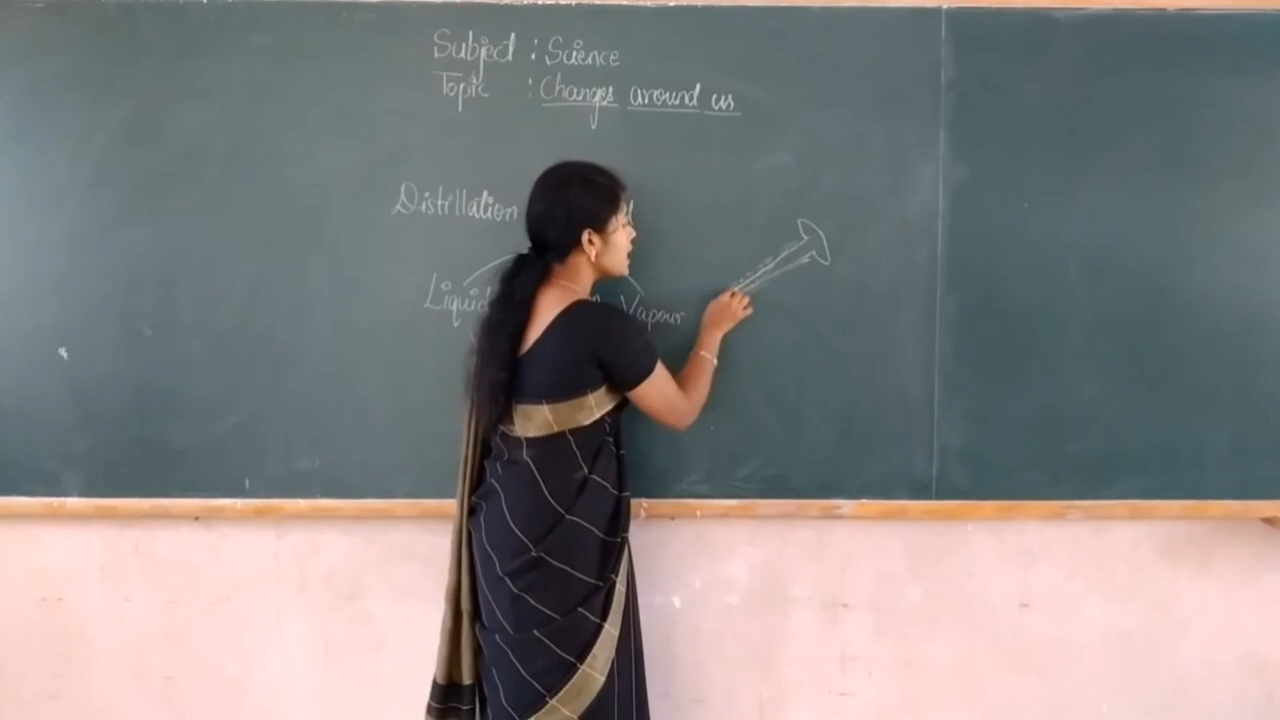 Subject : Science
Topic : Changes around us
Distillation
Liquid Vapour